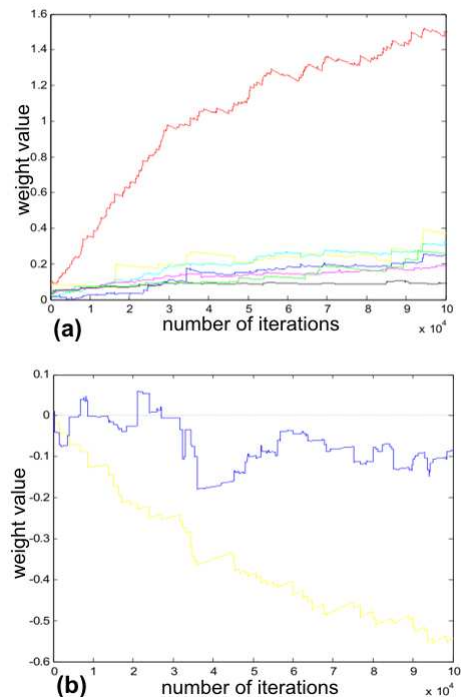 1.6
1.4
1.2
1
0.8
0.6
0.4
0.2
0
weight value
0 1 2 3 4 5 6 7 8 9 10
(a) number of iterations
x 10⁴
0.1
0
-0.1
-0.2
-0.3
-0.4
-0.5
-0.6
weight value
0 1 2 3 4 5 6 7 8 9 10
(b) number of iterations
x 10⁴